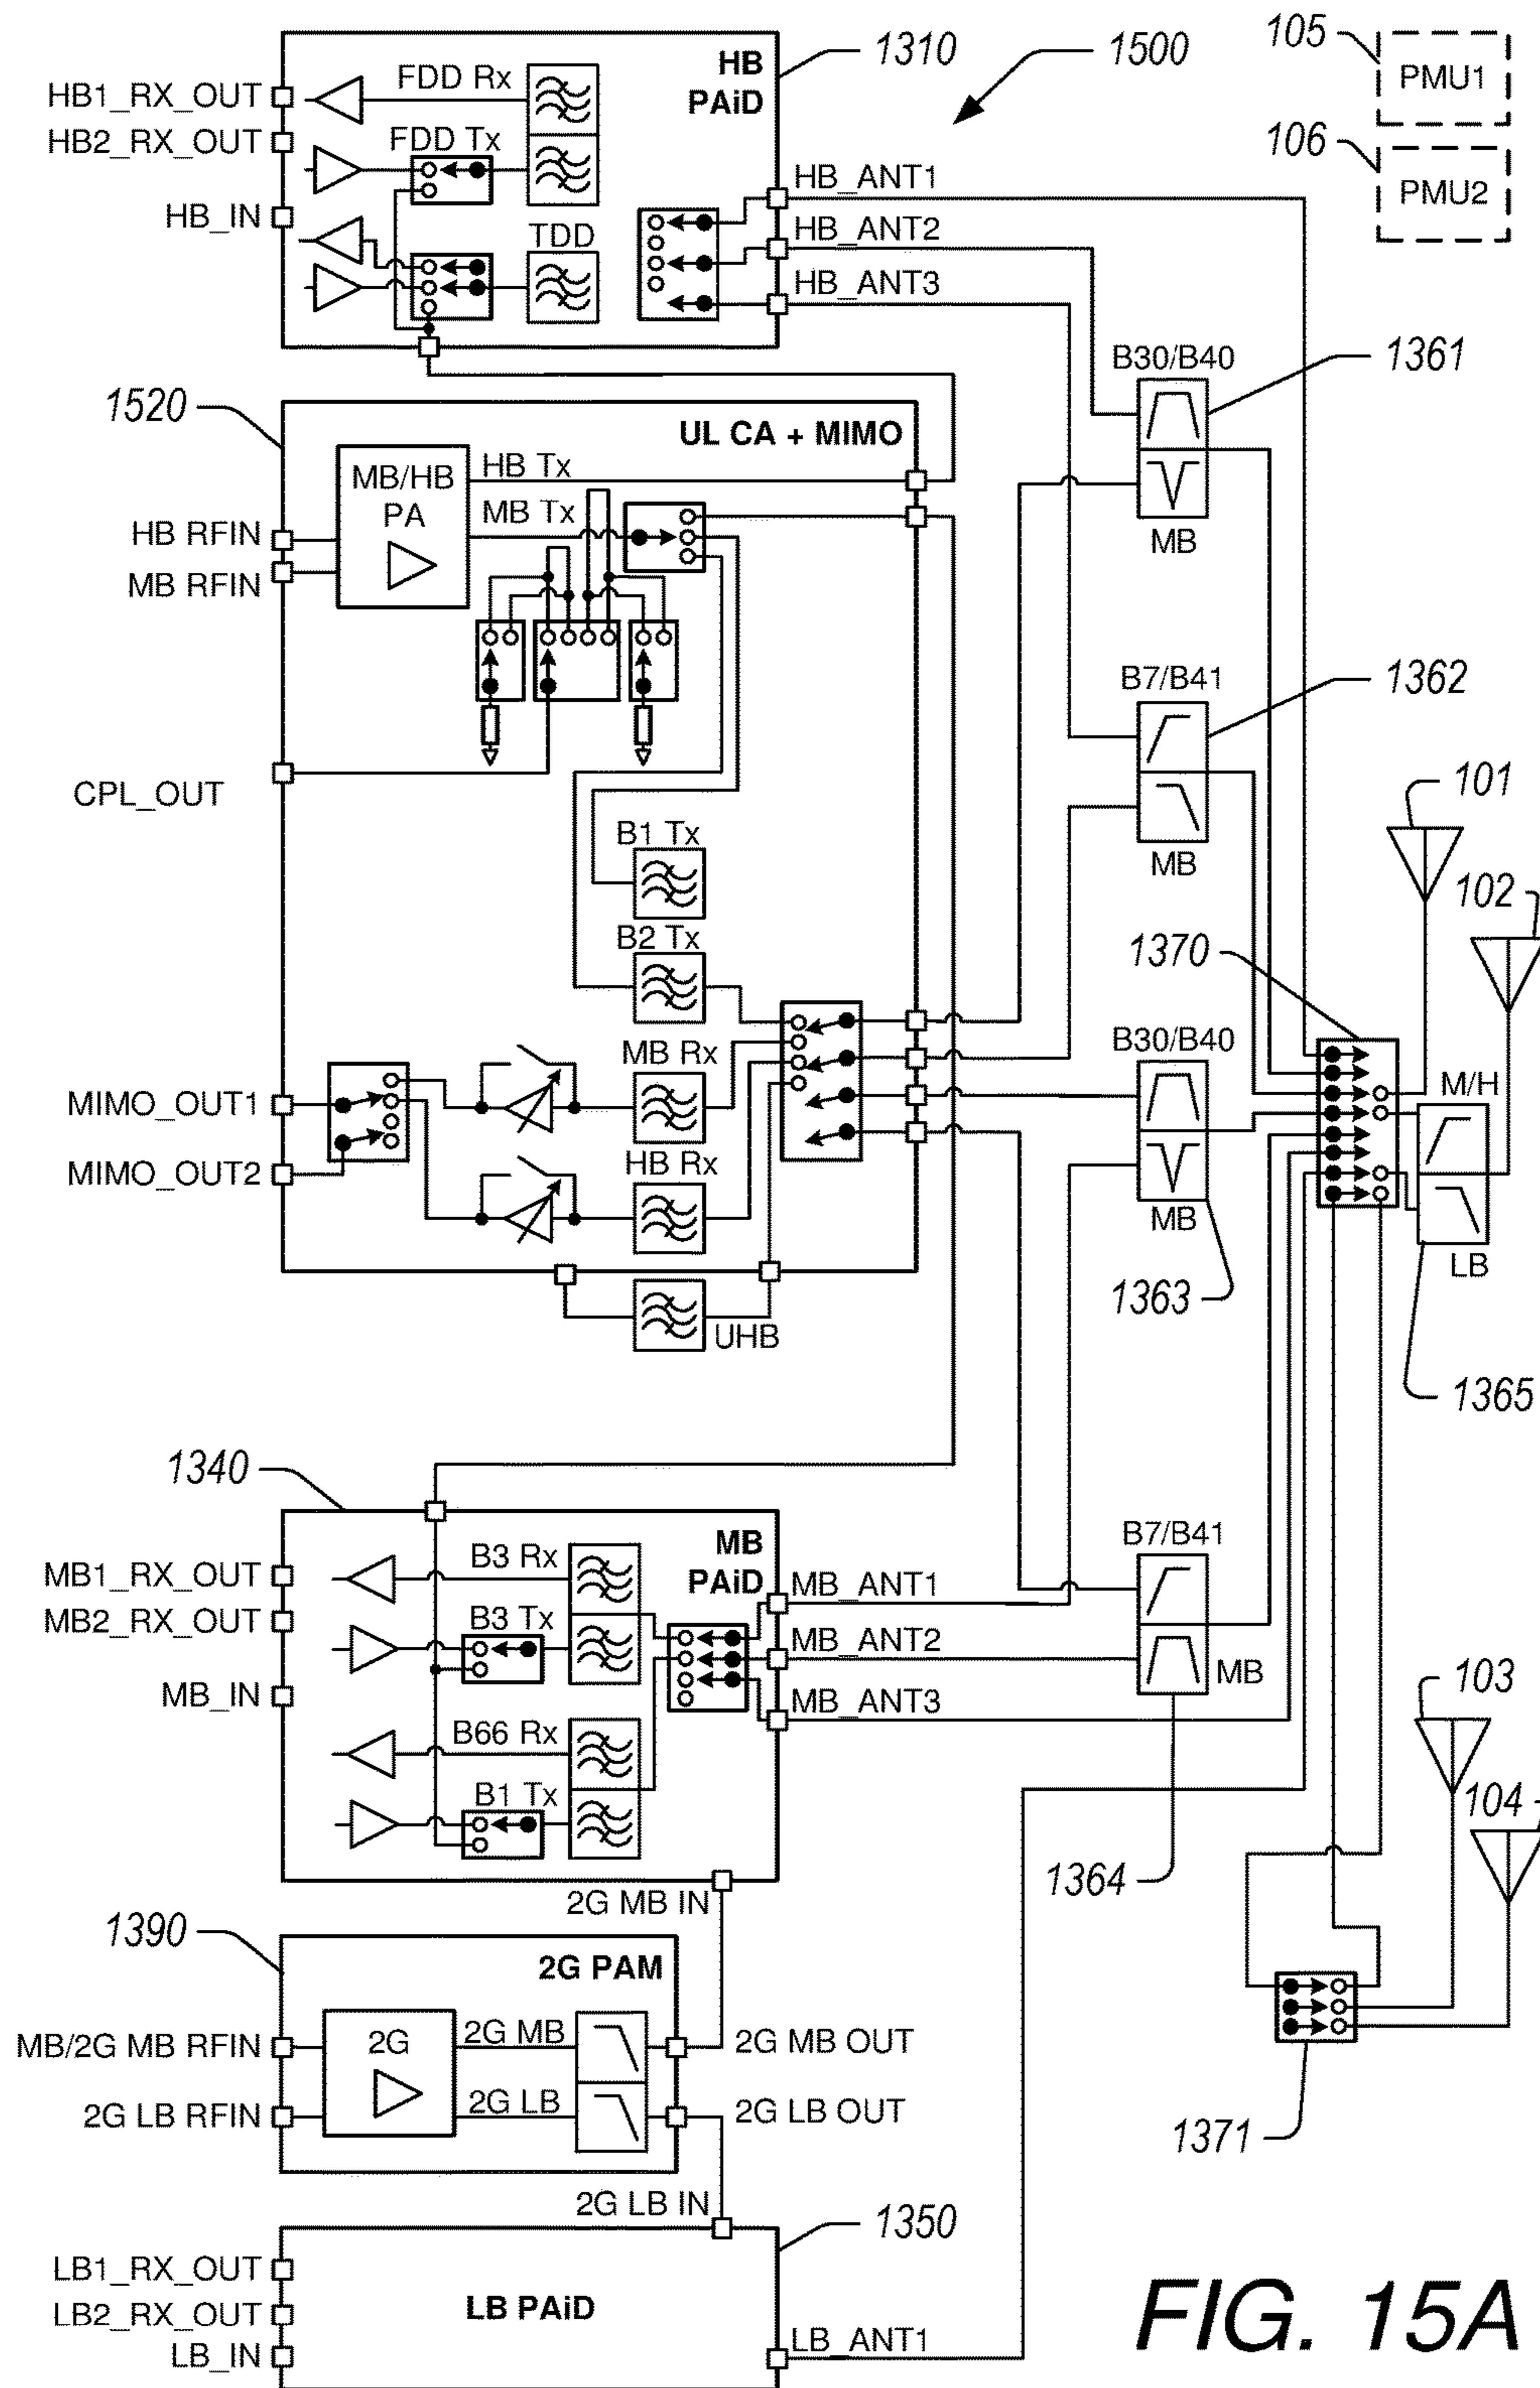 1310
1500
105
PMU1
106
PMU2
HB
PAiD
HB1_RX_OUT
FDD Rx
HB2_RX_OUT
FDD Tx
HB_IN
TDD
HB_ANT1
HB_ANT2
HB_ANT3
B30/B40
1361
MB
1520
UL CA + MIMO
MB/HB
PA
HB Tx
MB Tx
HB RFIN
MB RFIN
CPL_OUT
B7/B41
1362
MB
101
102
1370
B1 Tx
B2 Tx
MB Rx
HB Rx
MIMO_OUT1
MIMO_OUT2
UHB
B30/B40
MB
1363
M/H
LB
1365
1340
MB
PAiD
MB1_RX_OUT
B3 Rx
MB2_RX_OUT
B3 Tx
MB_IN
B66 Rx
B1 Tx
MB_ANT1
MB_ANT2
MB_ANT3
B7/B41
MB
1364
103
104
2G MB IN
1390
2G PAM
MB/2G MB RFIN
2G
2G MB
2G MB OUT
2G LB RFIN
2G LB
2G LB OUT
1371
2G LB IN
1350
LB1_RX_OUT
LB2_RX_OUT
LB_IN
LB PAiD
LB_ANT1
FIG. 15A